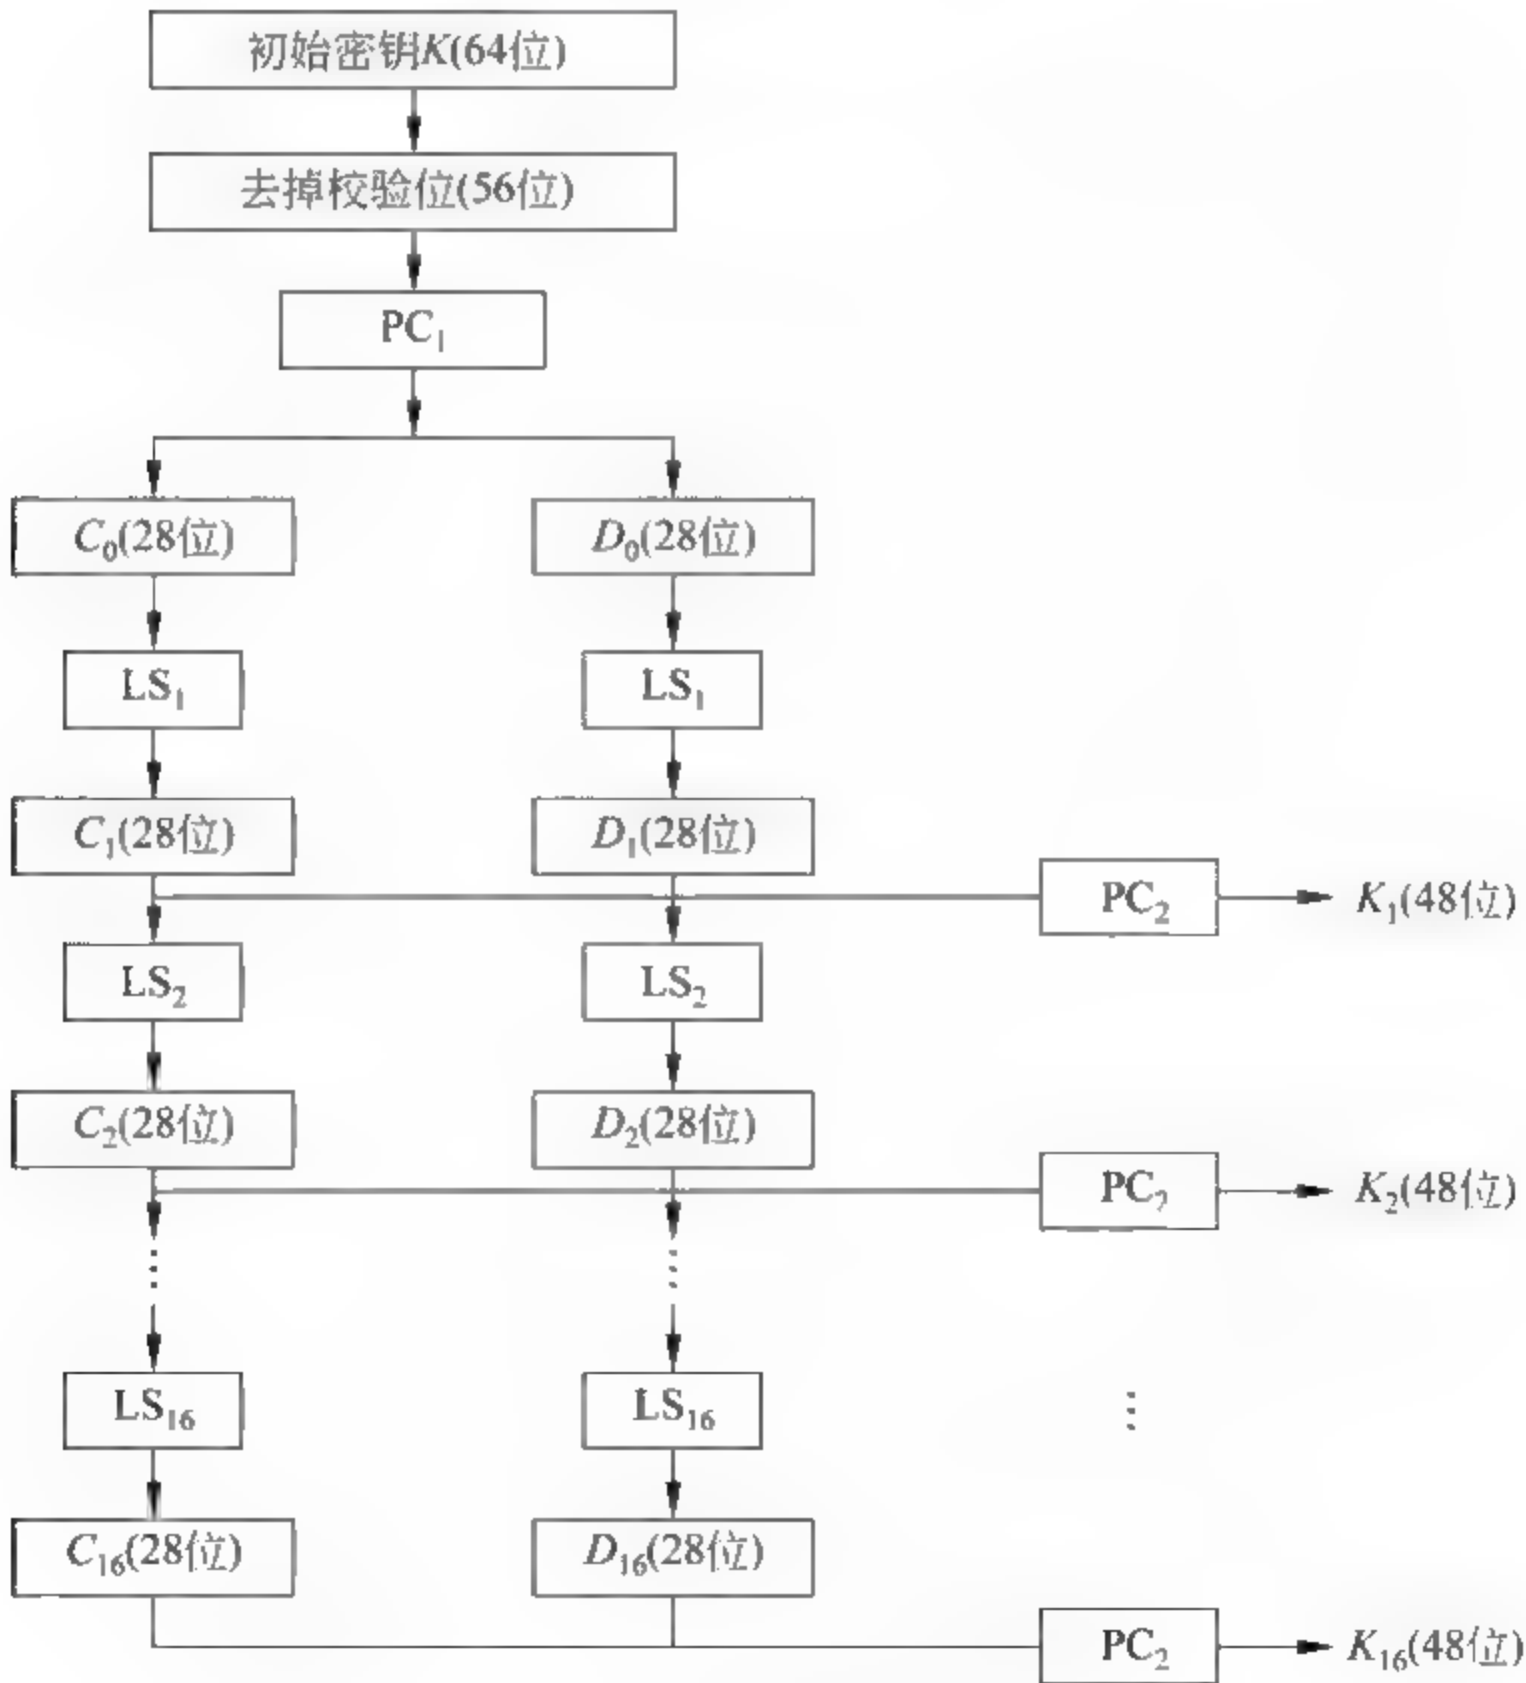 初始密钥K(64位)
去掉校验位(56位)
PC₁
C₀(28位) D₀(28位)
LS₁ LS₁
C₁(28位) D₁(28位)
PC₂ K₁(48位)
LS₂ LS₂
C₂(28位) D₂(28位)
PC₂ K₂(48位)
⋮ ⋮
LS₁₆ LS₁₆ ⋮
C₁₆(28位) D₁₆(28位)
PC₂ K₁₆(48位)